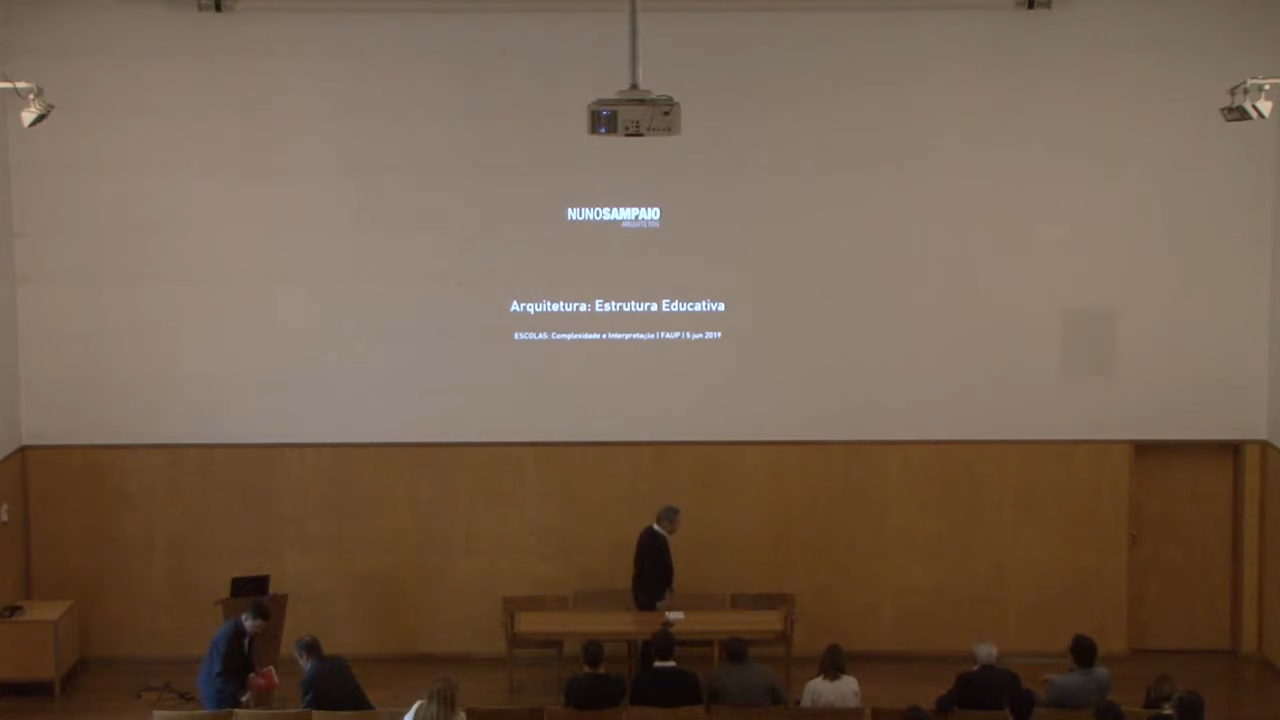 NUNOSAMPAIO
ARQUITETOS
Arquitetura: Estrutura Educativa
ESCOLAS: Complexidade e Interpretação | FAUP | 5 jun 2019